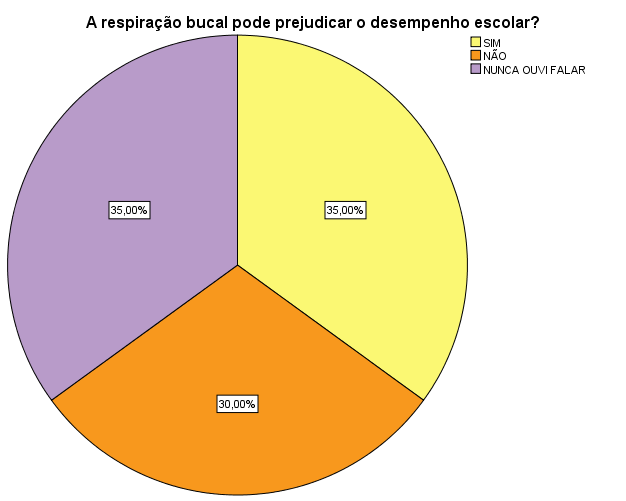 A respiração bucal pode prejudicar o desempenho escolar?
SIM
NÃO
NUNCA OUVI FALAR
35,00%
35,00%
30,00%